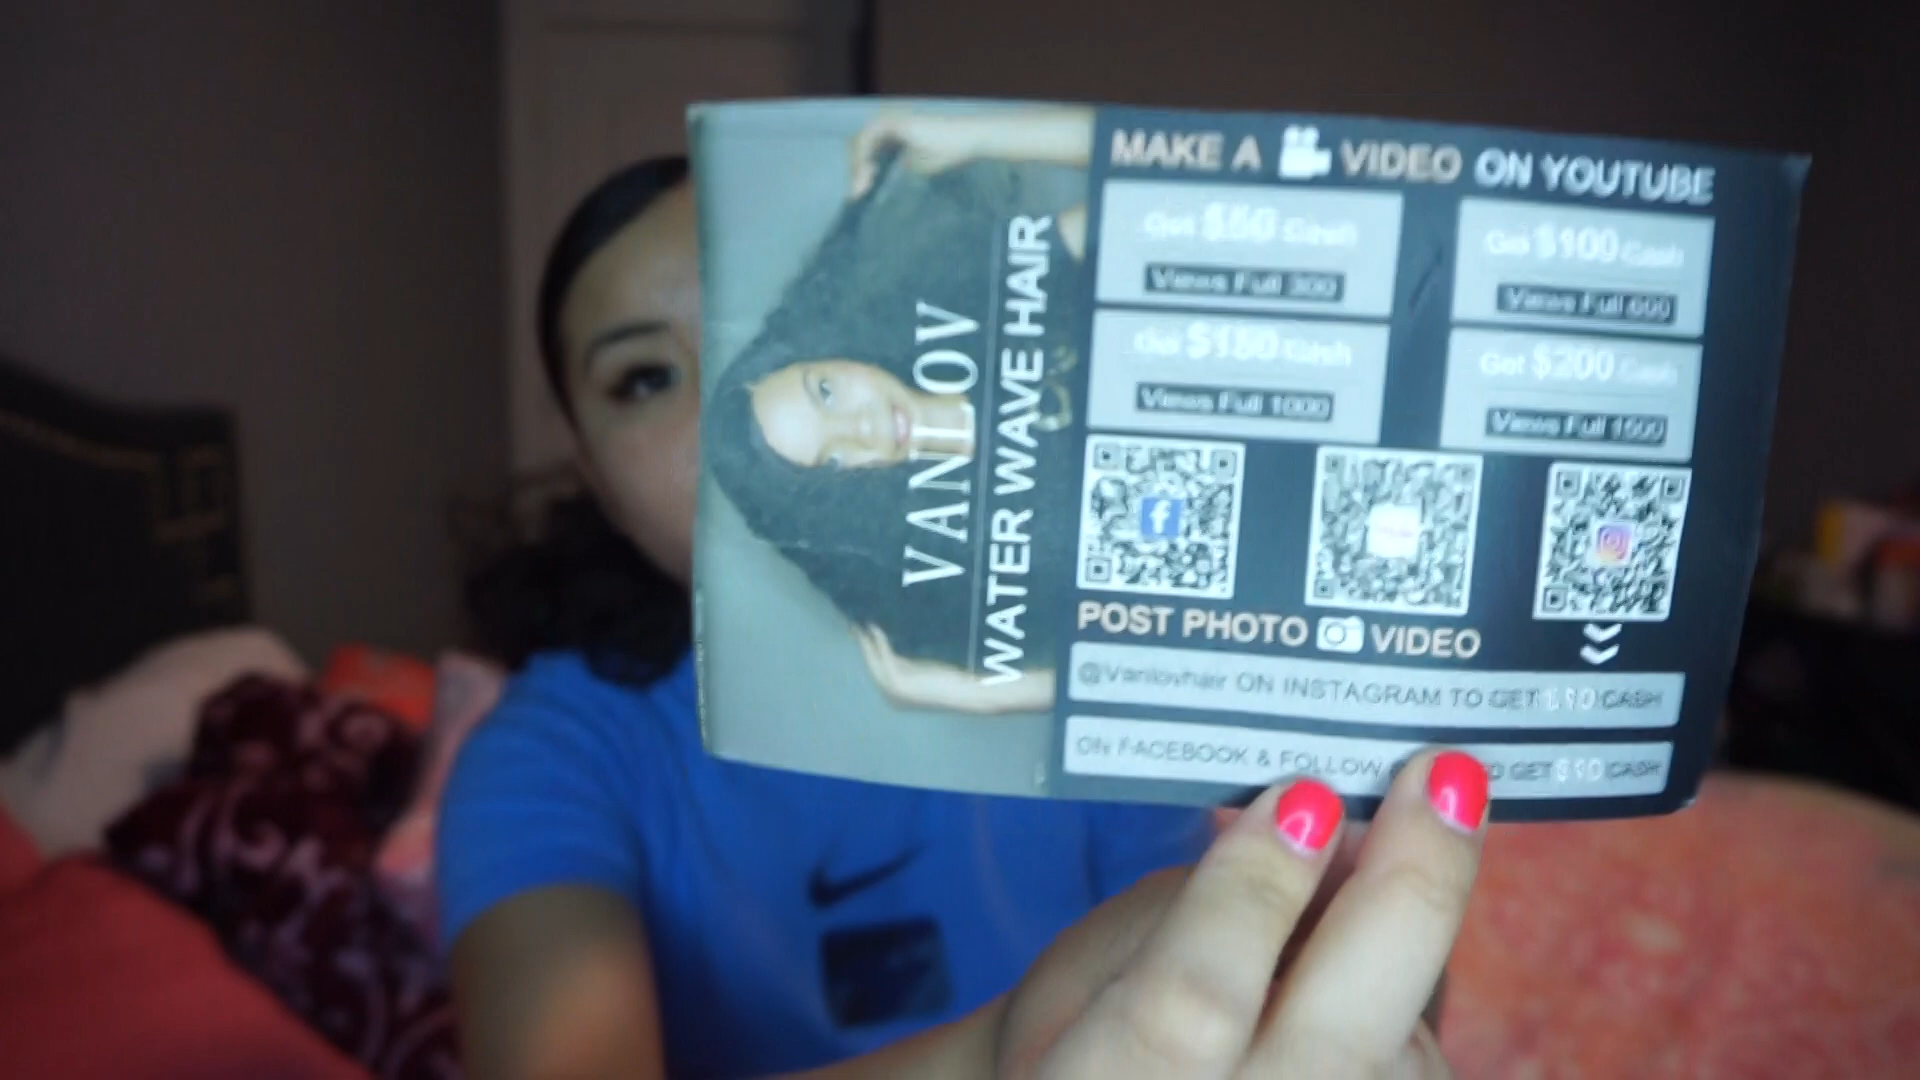 VANLOV
WATER WAVE HAIR
MAKE A VIDEO ON YOUTUBE
Get $50 Cash
Views Full 300
Get $100 Cash
Views Full 600
Get $150 Cash
Views Full 1000
Get $200 Cash
Views Full 1500
POST PHOTO VIDEO
@Vanlovhair ON INSTAGRAM TO GET $10 CASH
ON FACEBOOK & FOLLOW GET $10 CASH